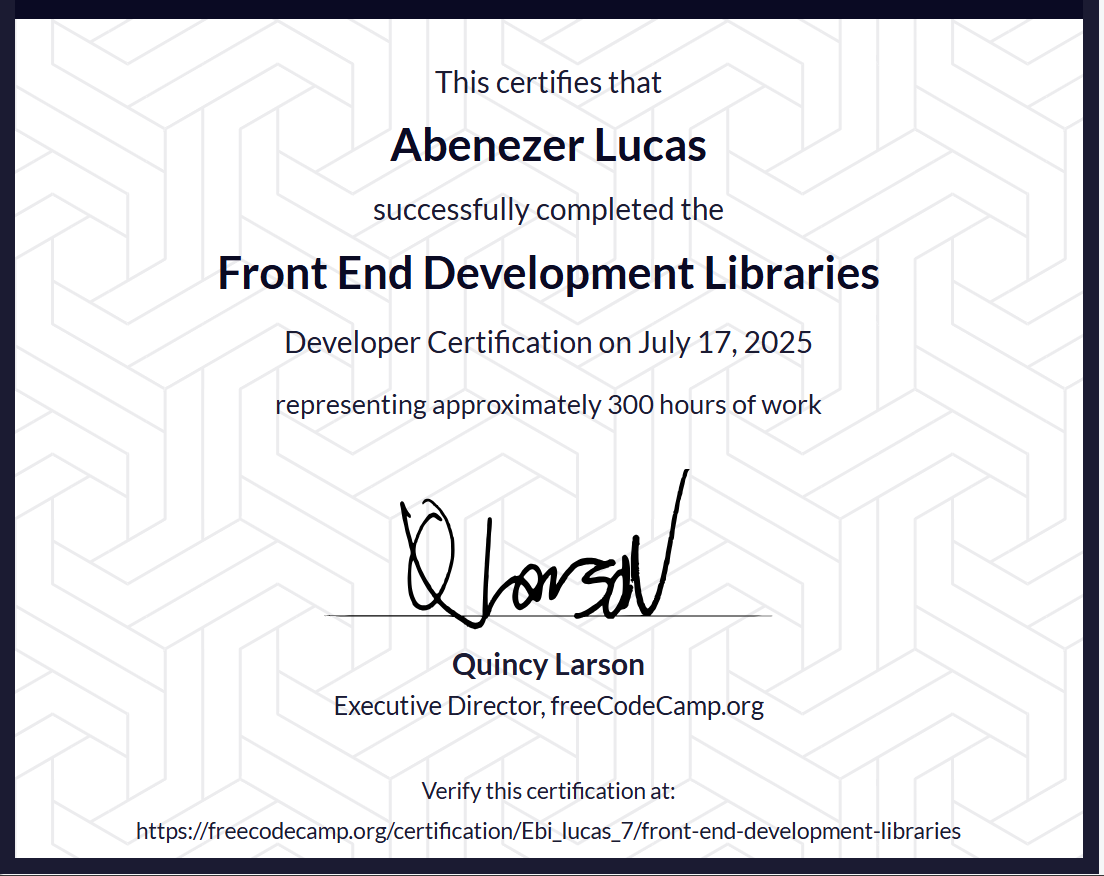 This certifies that
Abenezer Lucas
successfully completed the
Front End Development Libraries
Developer Certification on July 17, 2025
representing approximately 300 hours of work
Q Larson
Quincy Larson
Executive Director, freeCodeCamp.org
Verify this certification at:
https://freecodecamp.org/certification/Ebi_lucas_7/front-end-development-libraries